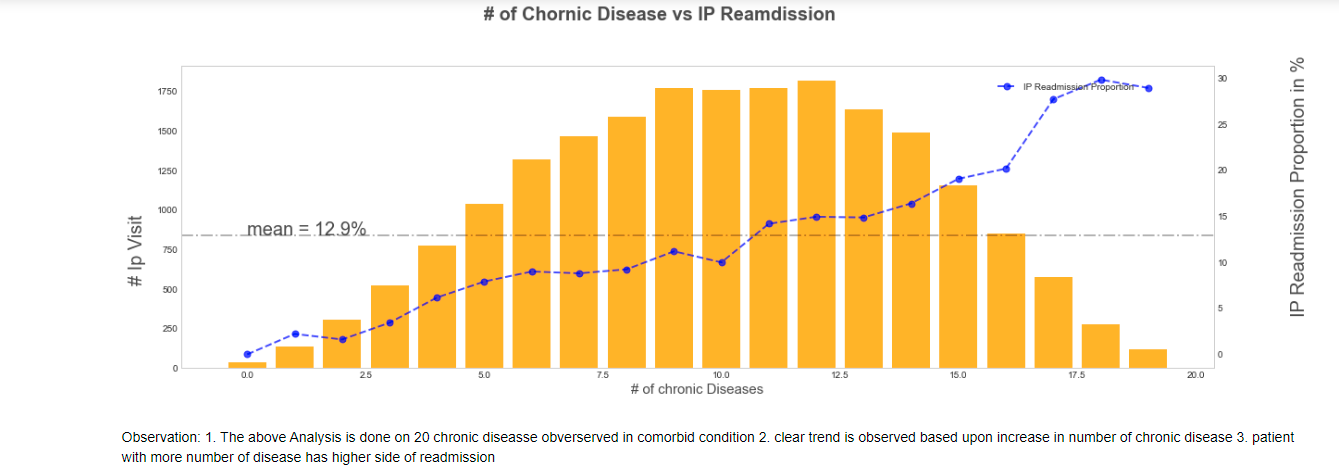 # of Chornic Disease vs IP Reamdission
IP Readmission Proportion
mean = 12.9%
# Ip Visit
1750
1500
1250
1000
750
500
250
0
0.0 2.5 5.0 7.5 10.0 12.5 15.0 17.5 20.0
# of chronic Diseases
30
25
20
15
10
5
0
IP Readmission Proportion in %
Observation: 1. The above Analysis is done on 20 chronic diseasse obverserved in comorbid condition 2. clear trend is observed based upon increase in number of chronic disease 3. patient
with more number of disease has higher side of readmission